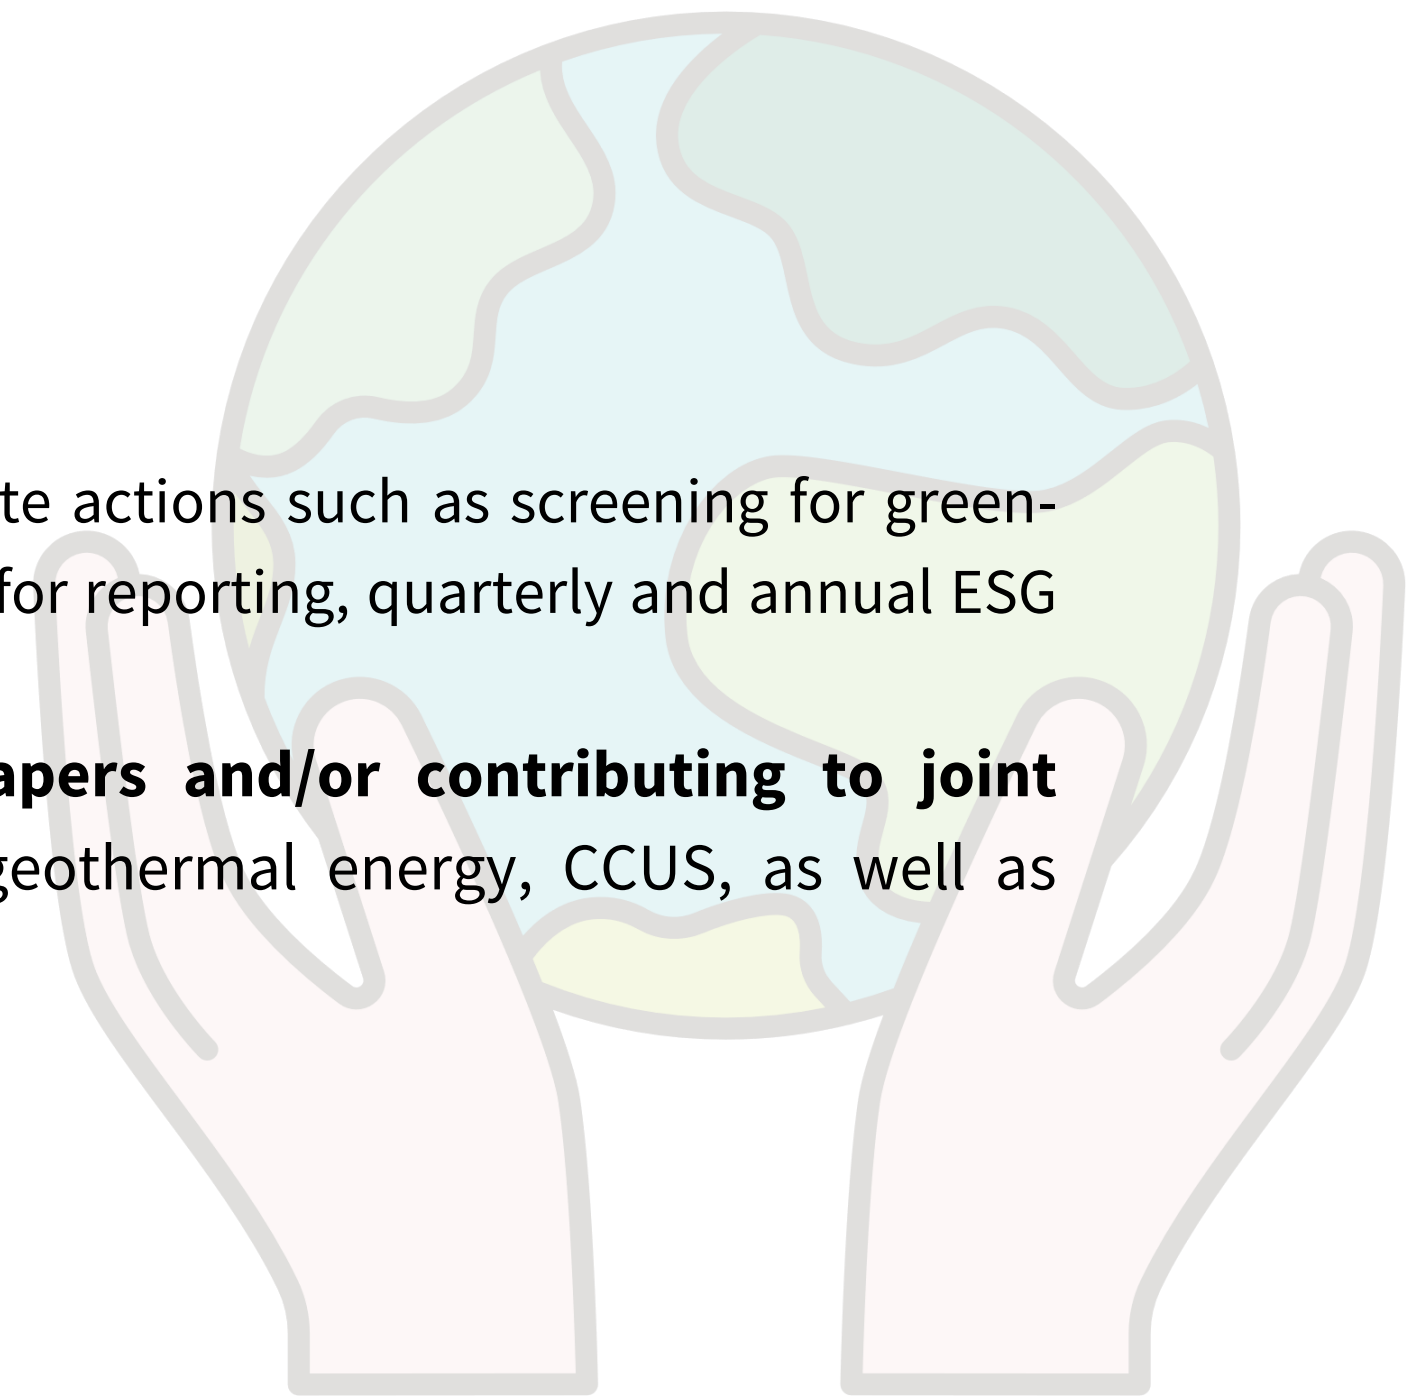 te actions such as screening for green-
for reporting, quarterly and annual ESG
apers and/or contributing to joint
geothermal energy, CCUS, as well as